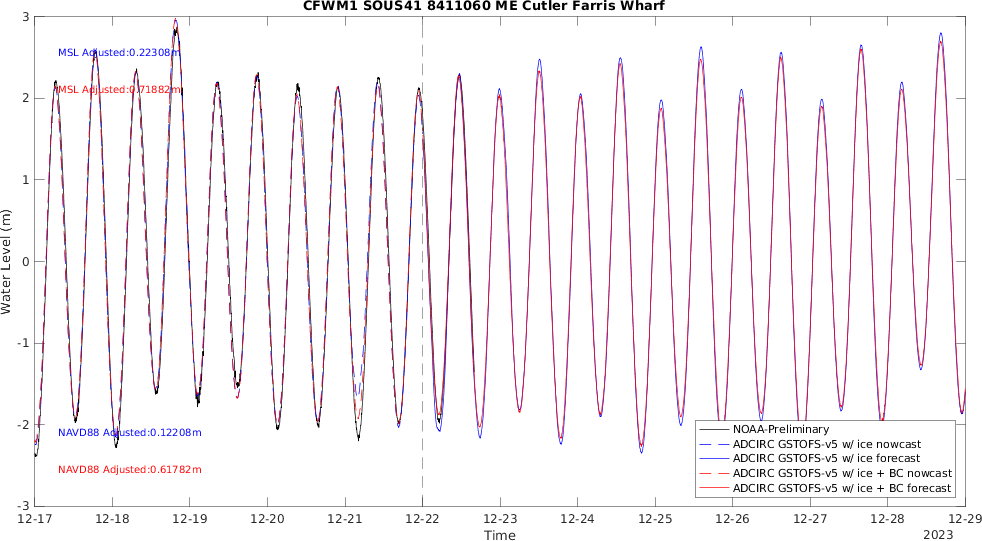 CFWM1 SOUS41 8411060 ME Cutler Farris Wharf
3
2
1
0
-1
-2
-3
Water Level (m)
MSL Adjusted:0.22308m
MSL Adjusted:0.71882m
NAVD88 Adjusted:0.12208m
NAVD88 Adjusted:0.61782m
NOAA-Preliminary
ADCIRC GSTOFS-v5 w/ ice nowcast
ADCIRC GSTOFS-v5 w/ ice forecast
ADCIRC GSTOFS-v5 w/ ice + BC nowcast
ADCIRC GSTOFS-v5 w/ ice + BC forecast
12-17 12-18 12-19 12-20 12-21 12-22 12-23 12-24 12-25 12-26 12-27 12-28 12-29
Time
2023